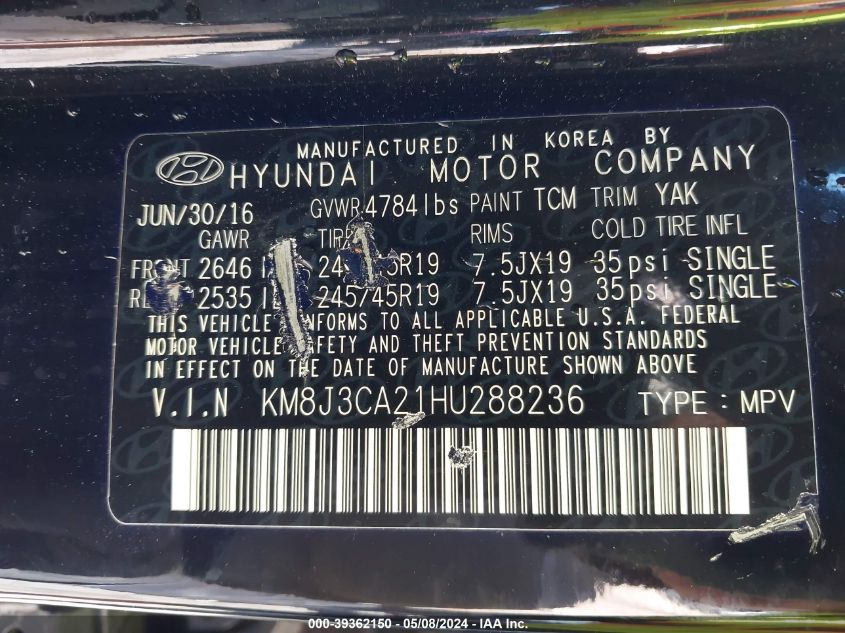 MANUFACTURED IN KOREA BY
HYUNDAI MOTOR COMPANY
JUN/30/16 GVWR 4784lbs PAINT TCM TRIM YAK
GAWR RIMS COLD TIRE INFL
FRONT 2646 7.5JX19 35psi SINGLE
2535 245/45R19 7.5JX19 35psi SINGLE
THIS VEHICLE CONFORMS TO ALL APPLICABLE U.S.A. FEDERAL
MOTOR VEHICLE SAFETY AND THEFT PREVENTION STANDARDS
IN EFFECT ON THE DATE OF MANUFACTURE SHOWN ABOVE
V.I.N KM8J3CA21HU288236 TYPE : MPV
000-39362150 - 05/08/2024 - IAA Inc.